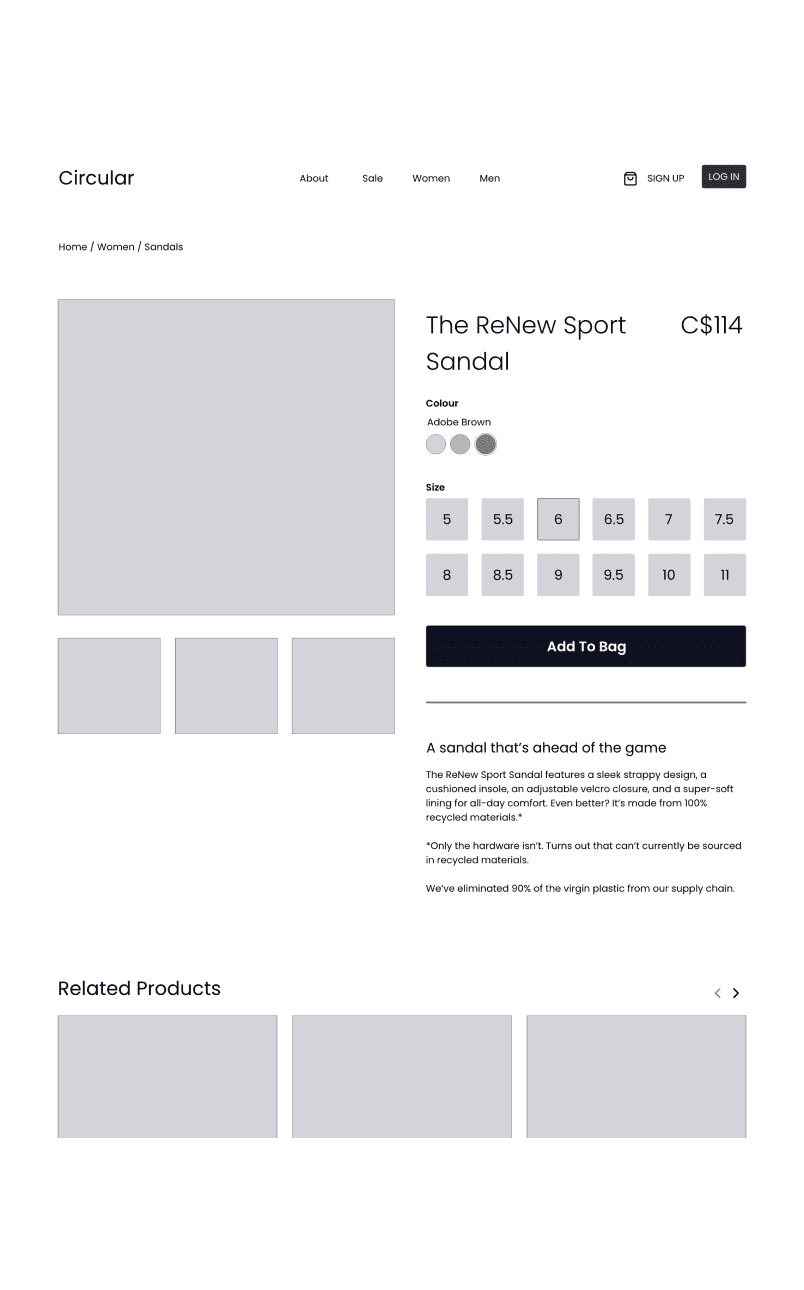 Circular
About Sale Women Men
SIGN UP
LOG IN
Home / Women / Sandals
The ReNew Sport
Sandal
C$114
Colour
Adobe Brown
Size
5 5.5 6 6.5 7 7.5
8 8.5 9 9.5 10 11
Add To Bag
A sandal that's ahead of the game
The ReNew Sport Sandal features a sleek strappy design, a
cushioned insole, an adjustable velcro closure, and a super-soft
lining for all-day comfort. Even better? It's made from 100%
recycled materials.*
*Only the hardware isn't. Turns out that can't currently be sourced
in recycled materials.
We've eliminated 90% of the virgin plastic from our supply chain.
Related Products